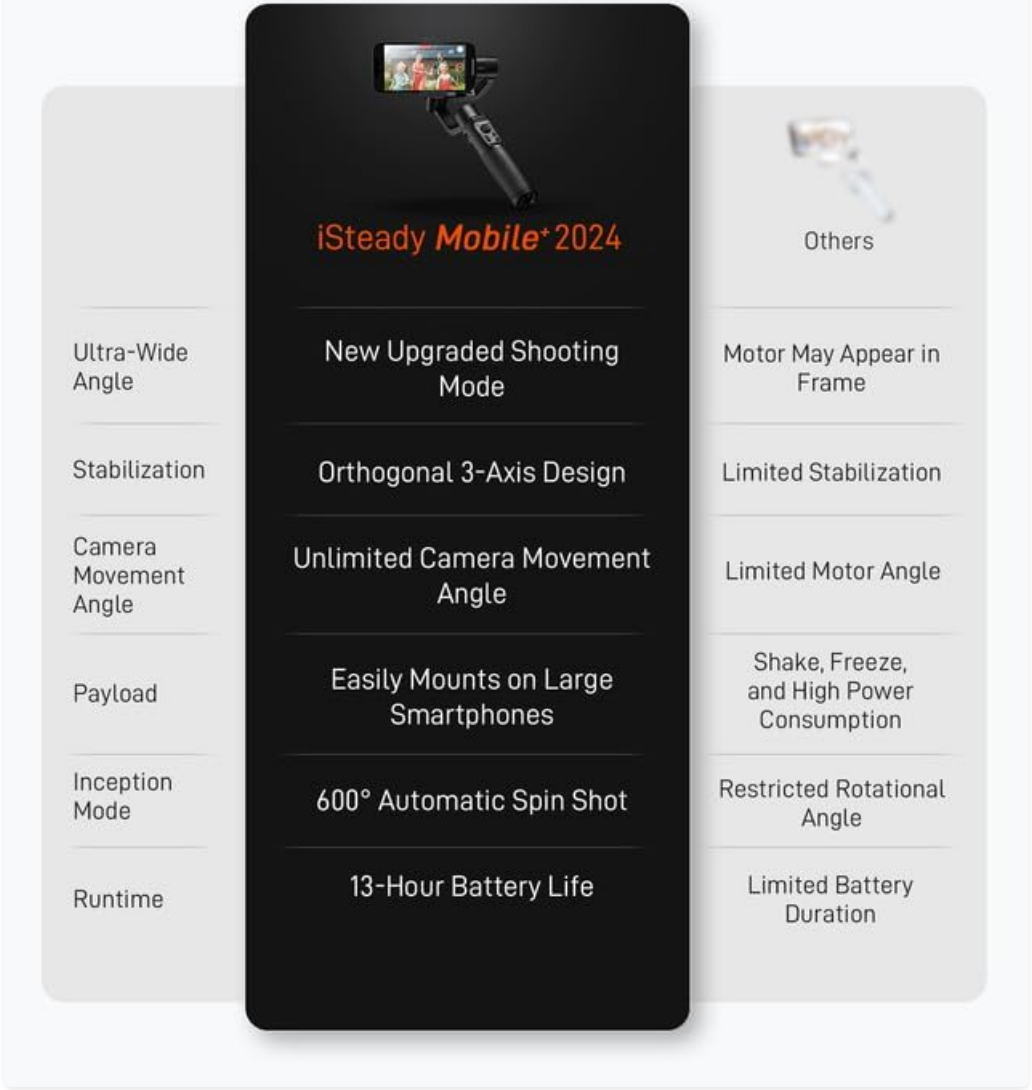 iSteady Mobile+ 2024
Others
Ultra-Wide
Angle
New Upgraded Shooting
Mode
Motor May Appear in
Frame
Stabilization
Orthogonal 3-Axis Design
Limited Stabilization
Camera
Movement
Angle
Unlimited Camera Movement
Angle
Limited Motor Angle
Payload
Easily Mounts on Large
Smartphones
Shake, Freeze,
and High Power
Consumption
Inception
Mode
600° Automatic Spin Shot
Restricted Rotational
Angle
Runtime
13-Hour Battery Life
Limited Battery
Duration